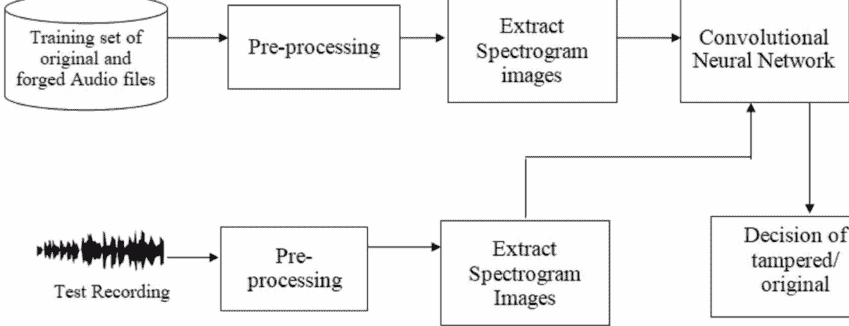 Training set of
original and
forged Audio files
Pre-processing
Extract
Spectrogram
images
Convolutional
Neural Network
Test Recording
Pre-
processing
Extract
Spectrogram
Images
Decision of
tampered/
original